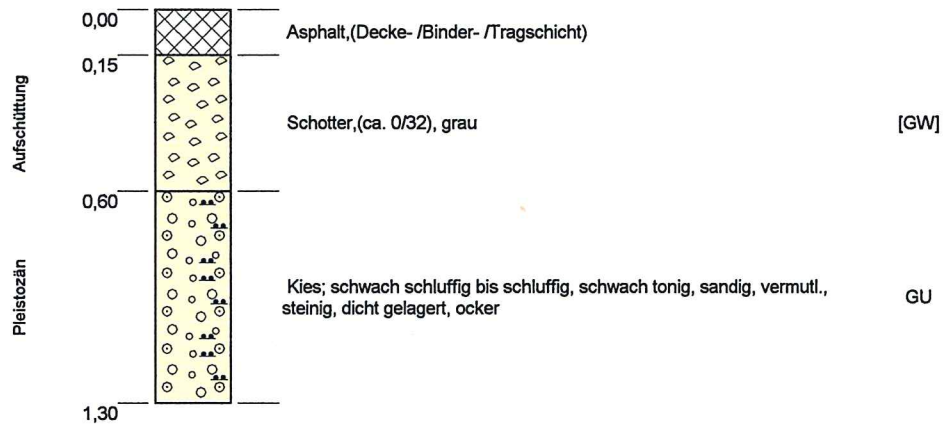 0,00
Asphalt,(Decke- /Binder- /Tragschicht)
0,15
Aufschüttung
Schotter,(ca. 0/32), grau
[GW]
0,60
Pleistozän
Kies; schwach schluffig bis schluffig, schwach tonig, sandig, vermutl.,
steinig, dicht gelagert, ocker
GU
1,30